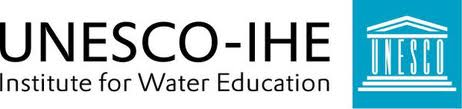 UNESCO-IHE
Institute for Water Education
UNESCO